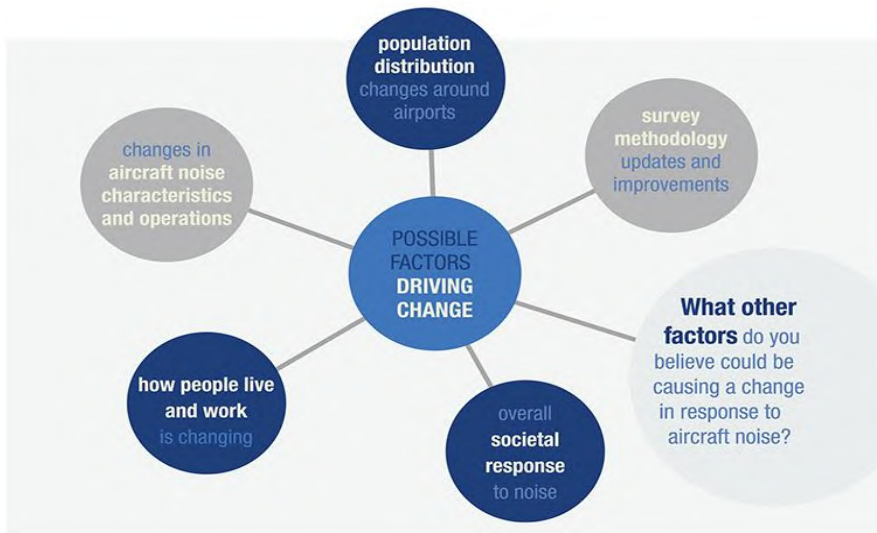 population
distribution
changes around
airports
survey
methodology
updates and
improvements
changes in
aircraft noise
characteristics
and operations
POSSIBLE
FACTORS
DRIVING
CHANGE
What other
factors do you
believe could be
causing a change
in response to
aircraft noise?
how people live
and work
is changing
overall
societal
response
to noise